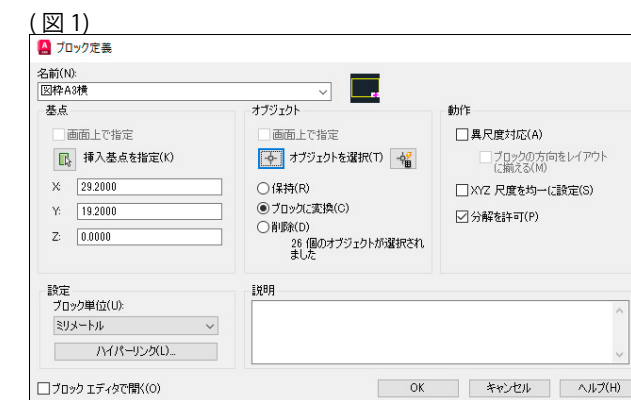 (図1)
ブロック定義
名前(N):
図枠A3横
基点
画面上で指定
挿入基点を指定(K)
X: 29.2000
Y: 19.2000
Z: 0.0000
オブジェクト
画面上で指定
オブジェクトを選択(T)
保持(R)
ブロックに変換(C)
削除(D)
26 個のオブジェクトが選択され
ました
動作
異尺度対応(A)
ブロックの方向をレイアウト
に揃える(M)
XYZ 尺度を均一に設定(S)
分解を許可(P)
設定
ブロック単位(U):
ミリメートル
ハイパーリンク(L)...
説明
ブロック エディタで開く(O)
OK
キャンセル
ヘルプ(H)